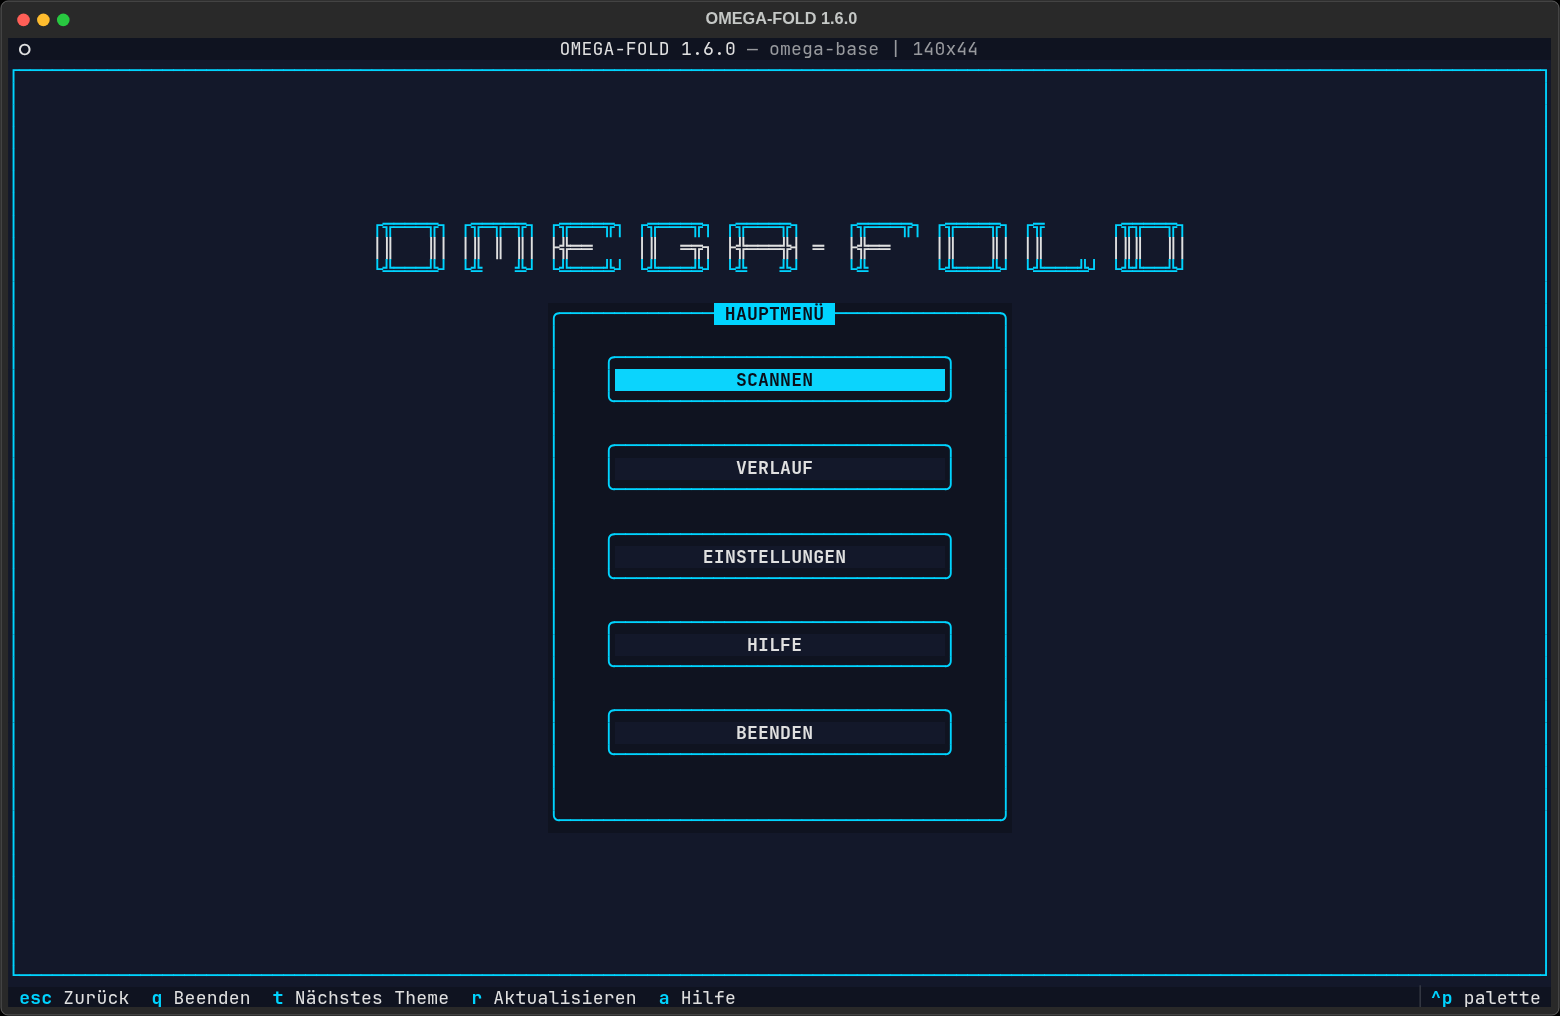 OMEGA-FOLD 1.6.0
OMEGA-FOLD 1.6.0 — omega-base | 140x44
OMEGA-FOLD
HAUPTMENÜ
SCANNEN
VERLAUF
EINSTELLUNGEN
HILFE
BEENDEN
esc Zurück q Beenden t Nächstes Theme r Aktualisieren a Hilfe ^p palette